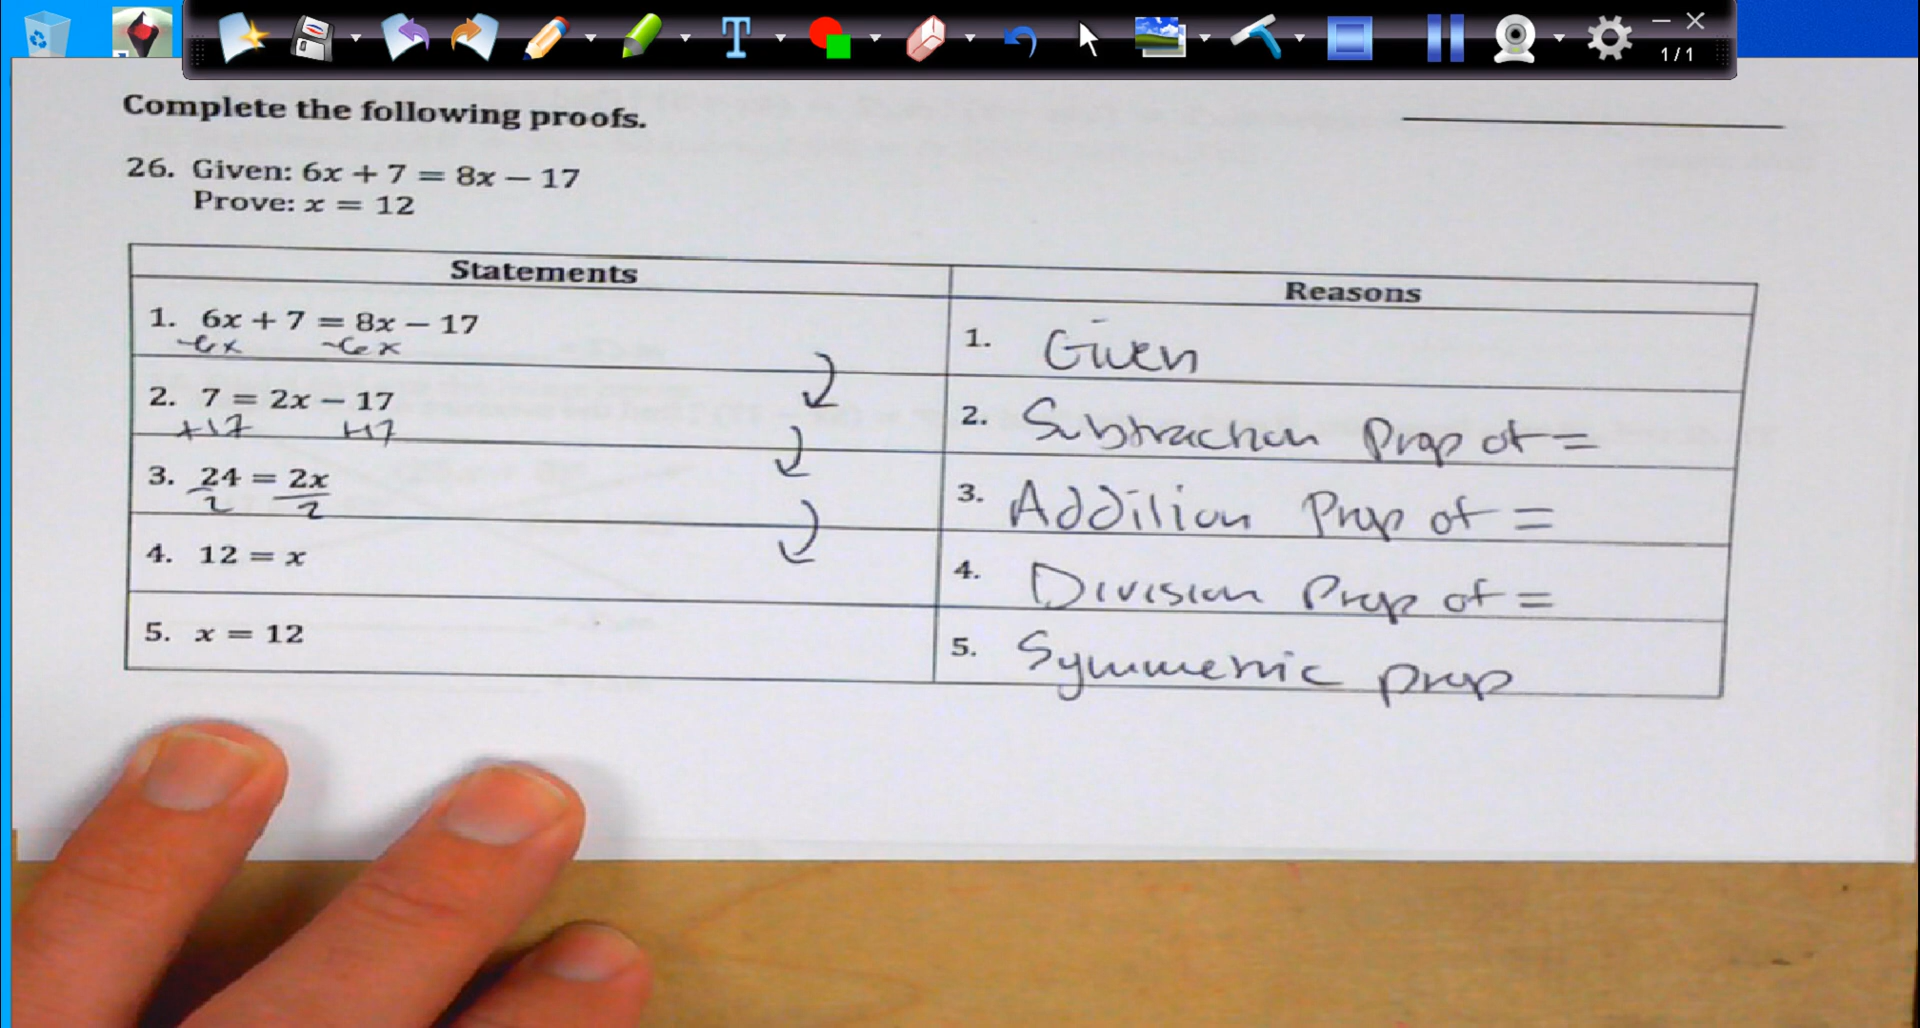 1/1
Complete the following proofs.
26. Given: 6x + 7 = 8x − 17
Prove: x = 12
Statements
Reasons
1. 6x + 7 = 8x − 17
-6x -6x
1. Given
2. 7 = 2x − 17
+17 +17
2. Subtraction Prop of =
3. 24 = 2x
2 2
3. Addition Prop of =
4. 12 = x
4. Division Prop of =
5. x = 12
5. Symmetric prop